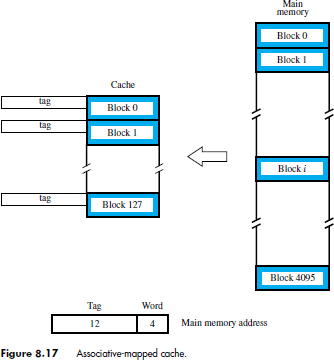 Main
memory
Block 0
Block 1
Cache
tag
Block 0
tag
Block 1
Block i
tag
Block 127
Block 4095
Tag Word
12 4 Main memory address
Figure 8.17 Associative-mapped cache.